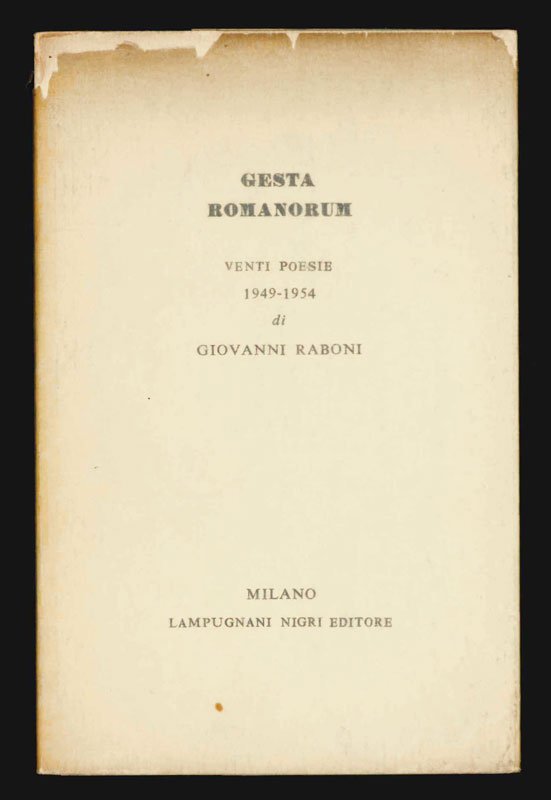 GESTA
ROMANORUM
VENTI POESIE
1949-1954
di
GIOVANNI RABONI
MILANO
LAMPUGNANI NIGRI EDITORE